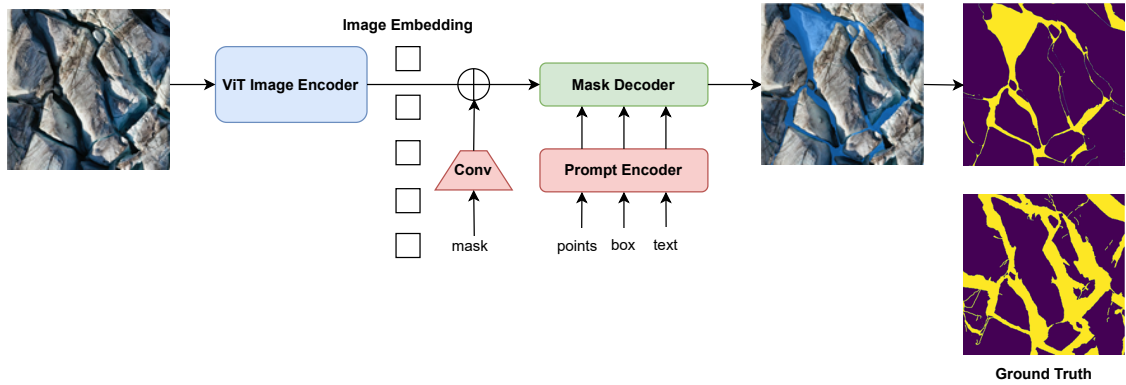 Image Embedding
ViT Image Encoder
Mask Decoder
Conv
Prompt Encoder
mask
points
box
text
Ground Truth